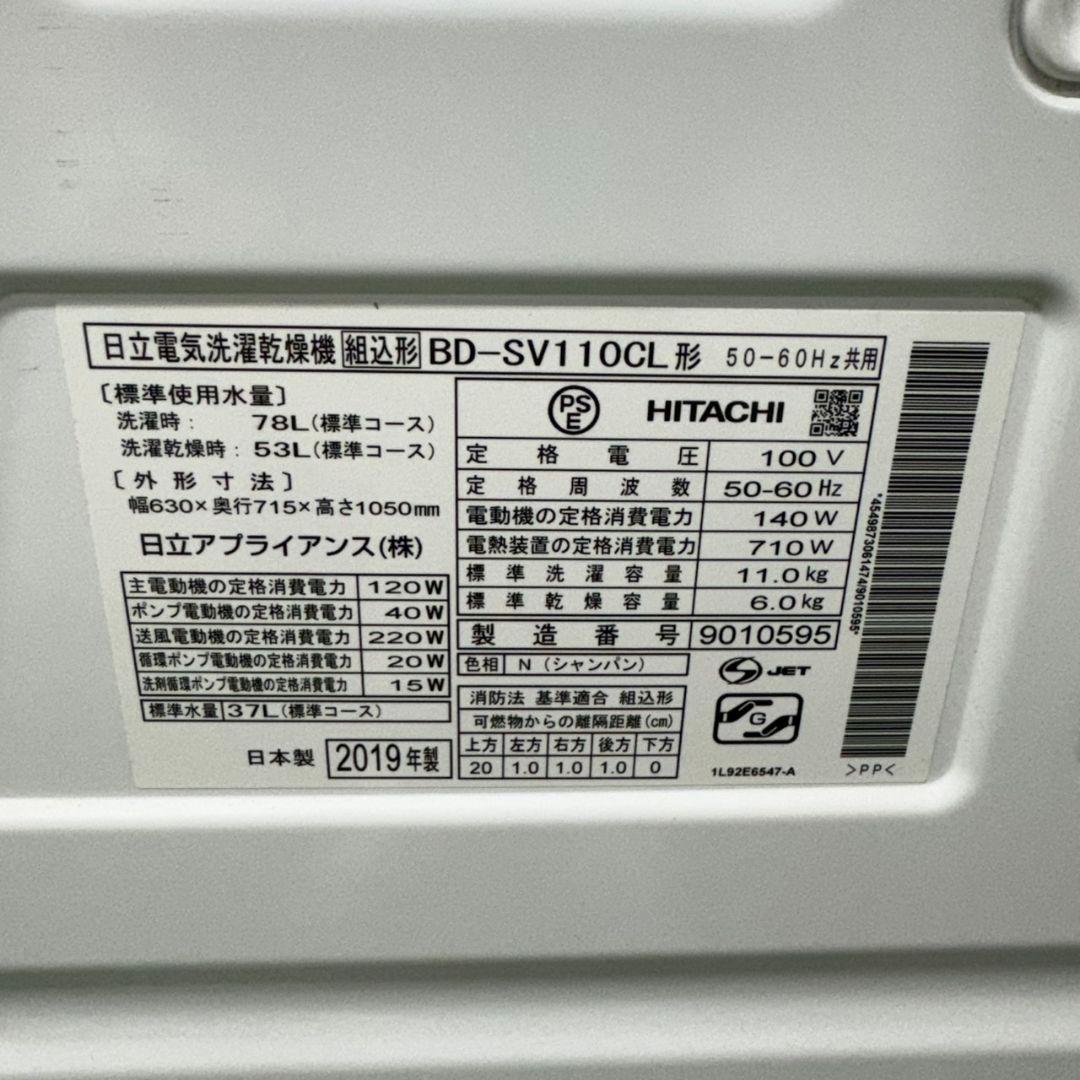 日立電気洗濯乾燥機 組込形 BD-SV110CL形 50-60Hz共用
〔標準使用水量〕
洗濯時: 78L(標準コース)
洗濯乾燥時: 53L(標準コース)
〔外形寸法〕
幅630×奥行715×高さ1050mm
日立アプライアンス(株)
主電動機の定格消費電力 120W
ポンプ電動機の定格消費電力 40W
送風電動機の定格消費電力 220W
循環ポンプ電動機の定格消費電力 20W
洗剤循環ポンプ電動機の定格消費電力 15W
標準水量 37L(標準コース)
日本製 2019年製
PSE HITACHI
定格電圧 100V
定格周波数 50-60Hz
電動機の定格消費電力 140W
電熱装置の定格消費電力 710W
標準洗濯容量 11.0kg
標準乾燥容量 6.0kg
製造番号 9010595
色相 N(シャンパン)
消防法 基準適合 組込形
可燃物からの離隔距離(cm)
上方 左方 右方 後方 下方
20 1.0 1.0 1.0 0
S JET
G
1L92E6547-A
>PP<
*4549873061474/9010595*